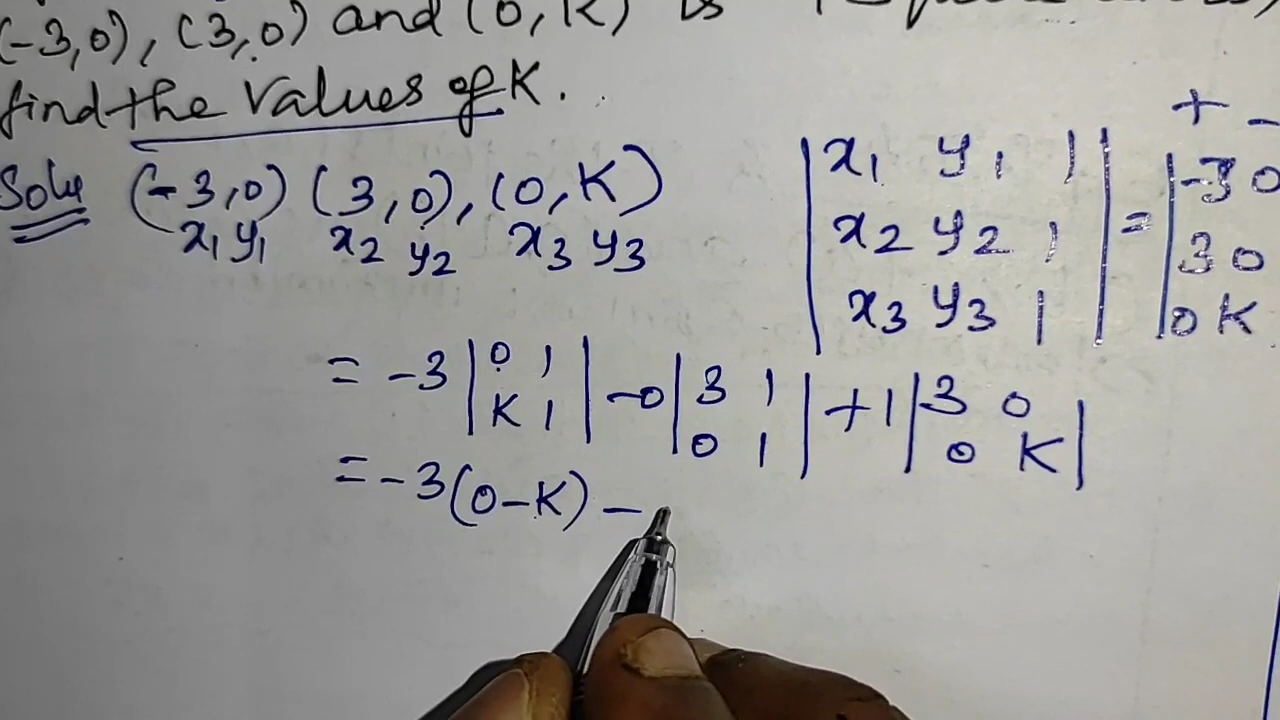 (-3,0), (3,0) and (0,K) is
find the Values of K.
Solu (-3,0) (3,0), (0,K)
x1 y1 x2 y2 x3 y3
+ -
| x1 y1 1 | = | -3 0
| x2 y2 1 | 3 0
| x3 y3 1 | 0 K
= -3 | 0 1 | -0 | 3 1 | +1 | 3 0 |
| K 1 | | 0 1 | | 0 K |
= -3(0-K) -